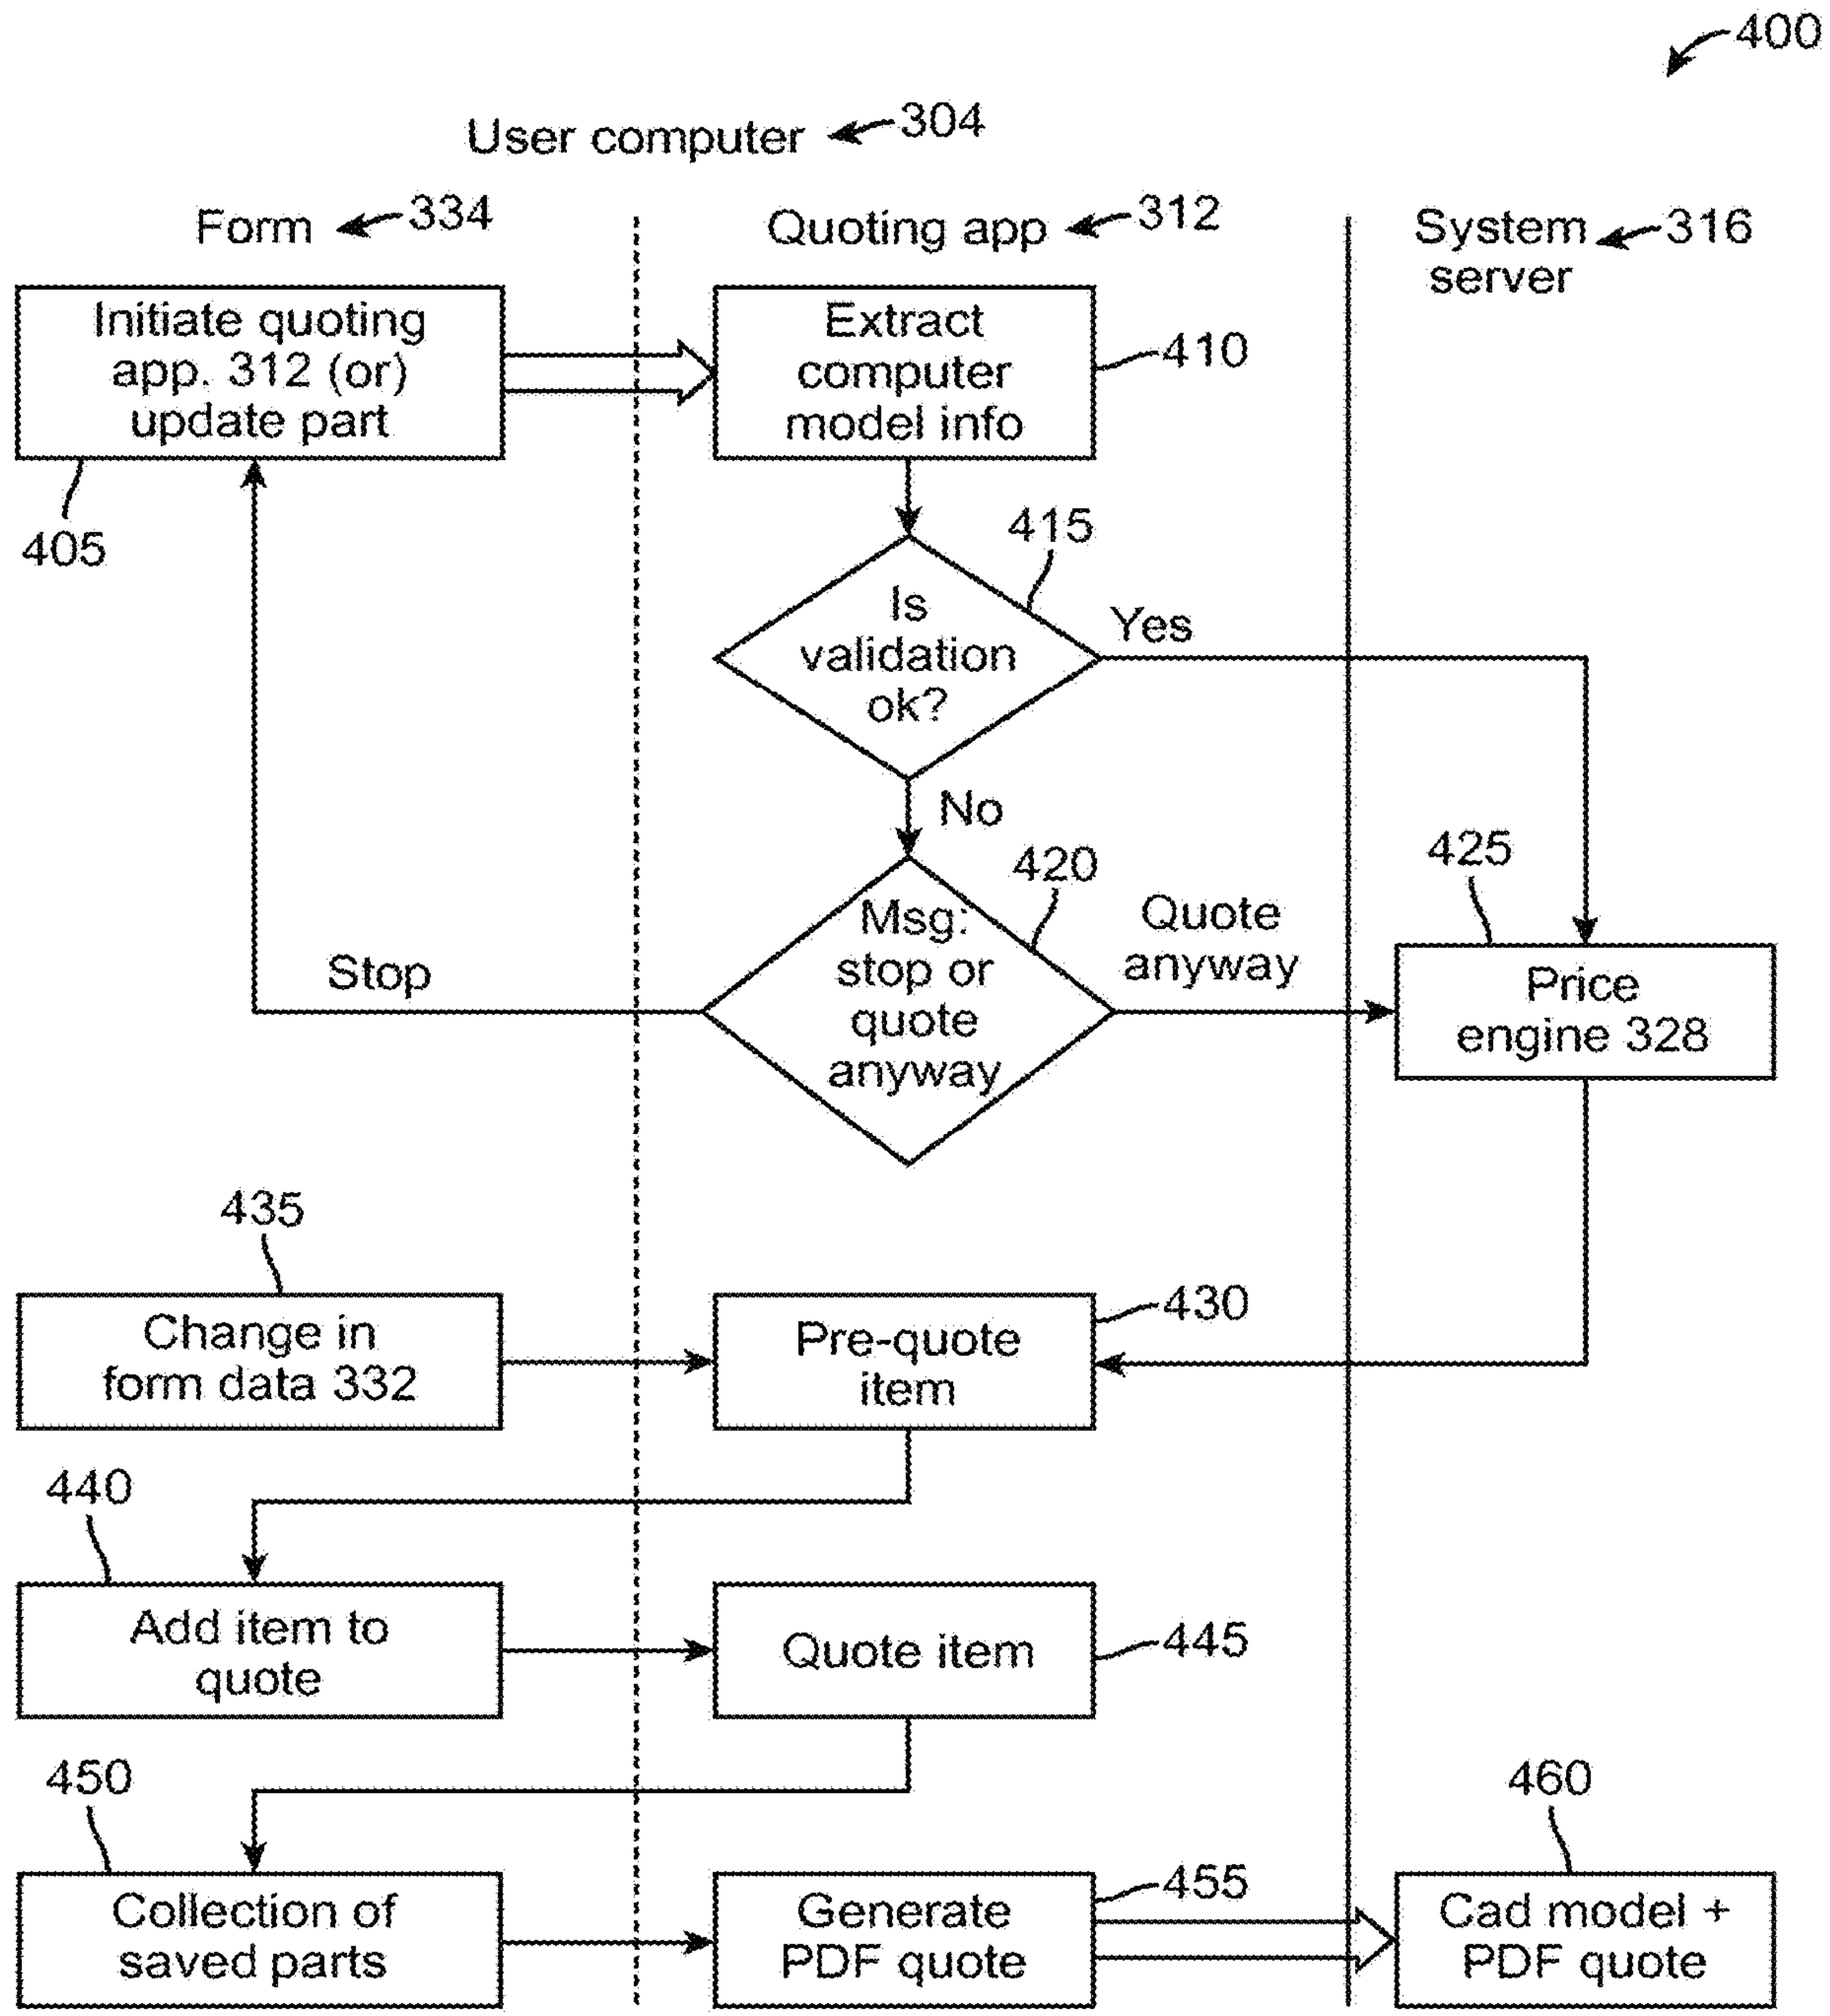 400
User computer 304
Form 334
Quoting app 312
System 316
server
Initiate quoting
app. 312 (or)
update part
405
Extract
computer
model info
410
415
Is
validation
ok?
Yes
No
420
Msg:
stop or
quote
anyway
Stop
Quote
anyway
425
Price
engine 328
435
Change in
form data 332
430
Pre-quote
item
440
Add item to
quote
Quote item
445
450
Collection of
saved parts
Generate
PDF quote
455
460
Cad model +
PDF quote